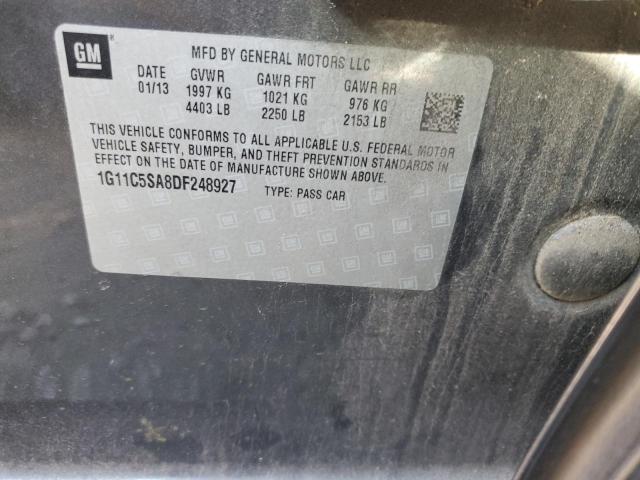 GM
MFD BY GENERAL MOTORS LLC
DATE GVWR GAWR FRT GAWR RR
01/13 1997 KG 1021 KG 976 KG
4403 LB 2250 LB 2153 LB
THIS VEHICLE CONFORMS TO ALL APPLICABLE U.S. FEDERAL MOTOR
VEHICLE SAFETY, BUMPER, AND THEFT PREVENTION STANDARDS IN
EFFECT ON THE DATE OF MANUFACTURE SHOWN ABOVE.
1G11C5SA8DF248927 TYPE: PASS CAR